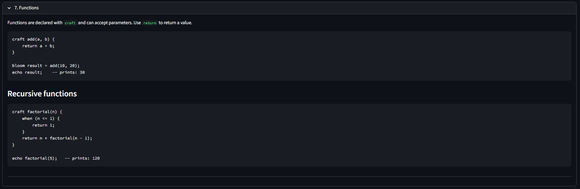 7. Functions
Functions are declared with craft and can accept parameters. Use return to return a value.
craft add(a, b) {
return a + b;
}
bloom result = add(10, 20);
echo result; ~~ prints: 30
Recursive functions
craft factorial(n) {
when (n <= 1) {
return 1;
}
return n * factorial(n - 1);
}
echo factorial(5); ~~ prints: 120